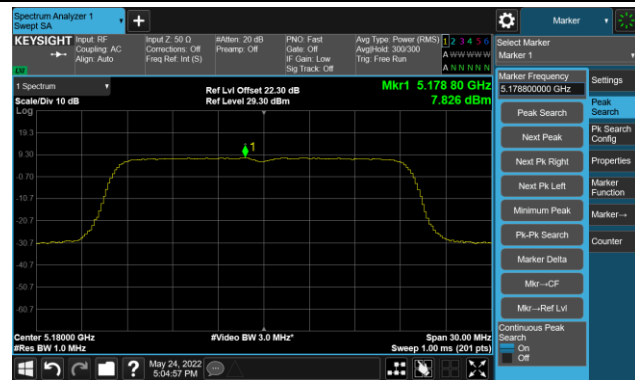 Spectrum Analyzer 1
Swept SA
+
Marker
KEYSIGHT
Input: RF
Coupling: AC
Align: Auto
Input Z: 50 Ω
Corrections: Off
Freq Ref: Int (S)
#Atten: 20 dB
Preamp: Off
PNO: Fast
Gate: Off
IF Gain: Low
Sig Track: Off
Avg Type: Power (RMS)
Avg|Hold: 300/300
Trig: Free Run
1 2 3 4 5 6
A W W W W W
A N N N N N
Select Marker
Marker 1
LW
1 Spectrum
Scale/Div 10 dB
Log
Ref Lvl Offset 22.30 dB
Ref Level 29.30 dBm
Mkr1 5.178 80 GHz
7.826 dBm
19.3
9.30
-0.70
-10.7
-20.7
-30.7
-40.7
-50.7
-60.7
1
Center 5.18000 GHz
#Res BW 1.0 MHz
#Video BW 3.0 MHz*
Span 30.00 MHz
Sweep 1.00 ms (201 pts)
Marker Frequency
5.178800000 GHz
Peak Search
Next Peak
Next Pk Right
Next Pk Left
Minimum Peak
Pk-Pk Search
Marker Delta
Mkr→CF
Mkr→Ref Lvl
Continuous Peak
Search
On
Off
Settings
Peak
Search
Pk Search
Config
Properties
Marker
Function
Marker→
Counter
?
May 24, 2022
5:04:57 PM